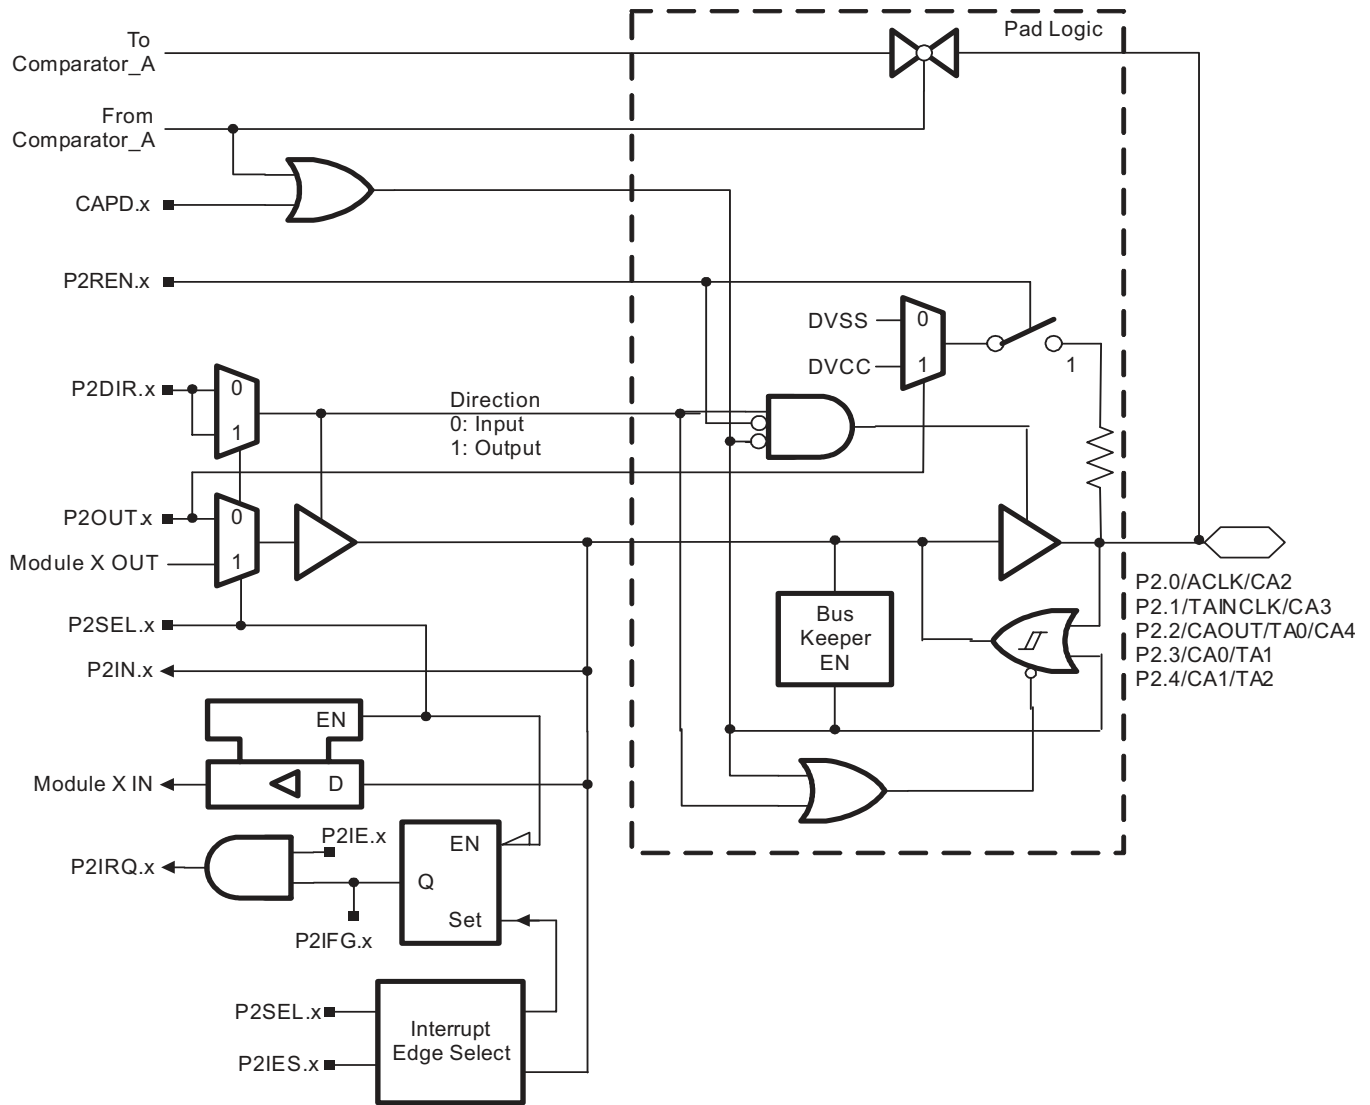 Pad Logic
To
Comparator_A
From
Comparator_A
CAPD.x
P2REN.x
DVSS
0
DVCC
1
1
P2DIR.x
0
1
Direction
0: Input
1: Output
P2OUT.x
0
Module X OUT
1
P2SEL.x
P2IN.x
Bus
Keeper
EN
P2.0/ACLK/CA2
P2.1/TAINCLK/CA3
P2.2/CAOUT/TA0/CA4
P2.3/CA0/TA1
P2.4/CA1/TA2
EN
Module X IN
D
P2IE.x
EN
P2IRQ.x
Q
Set
P2IFG.x
P2SEL.x
Interrupt
Edge Select
P2IES.x